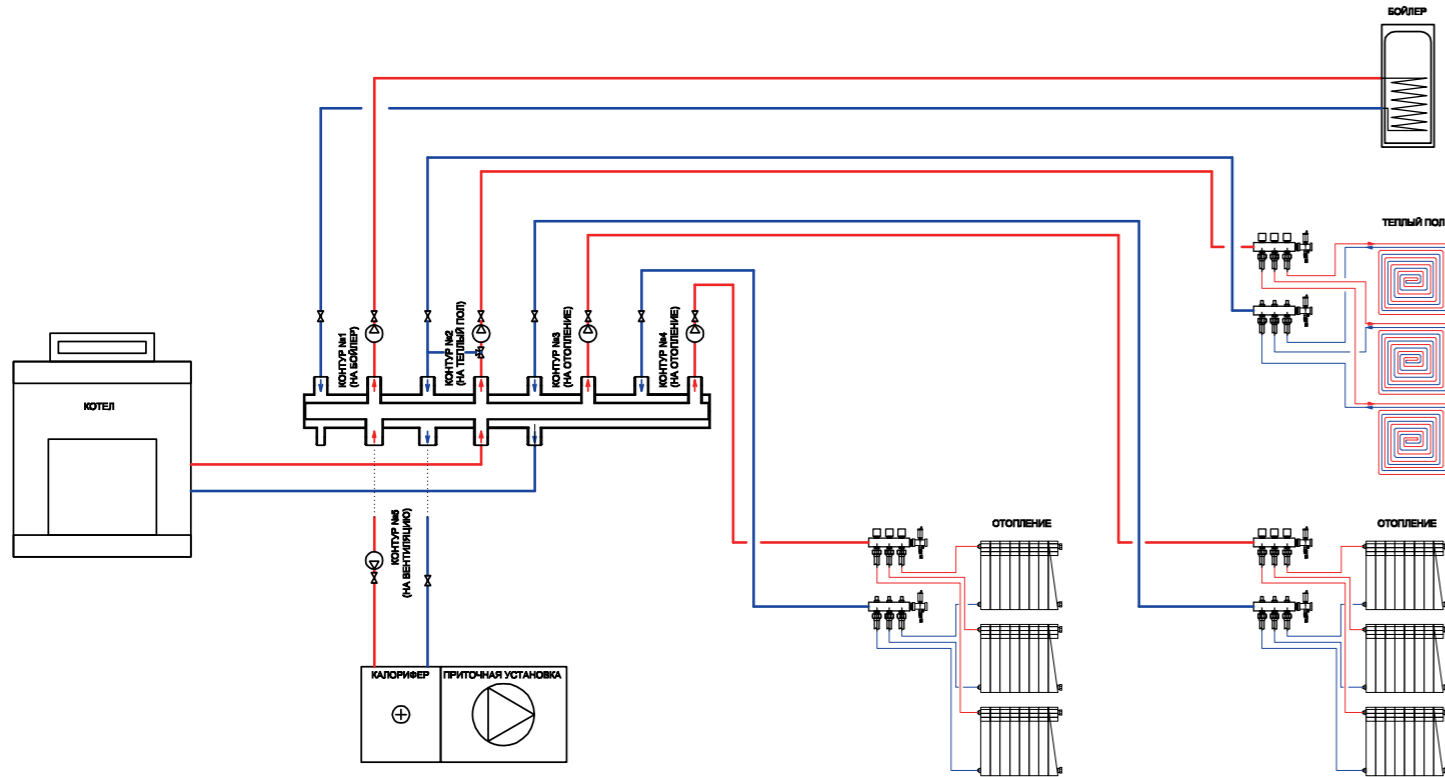 БОЙЛЕР
ТЕПЛЫЙ ПОЛ
КОНТУР №1
(НА БОЙЛЕР)
КОНТУР №2
(НА ТЕПЛЫЙ ПОЛ)
КОНТУР №3
(НА ОТОПЛЕНИЕ)
КОНТУР №4
(НА ОТОПЛЕНИЕ)
КОТЕЛ
КОНТУР №5
(НА ВЕНТИЛЯЦИЮ)
ОТОПЛЕНИЕ
ОТОПЛЕНИЕ
КАЛОРИФЕР
ПРИТОЧНАЯ УСТАНОВКА